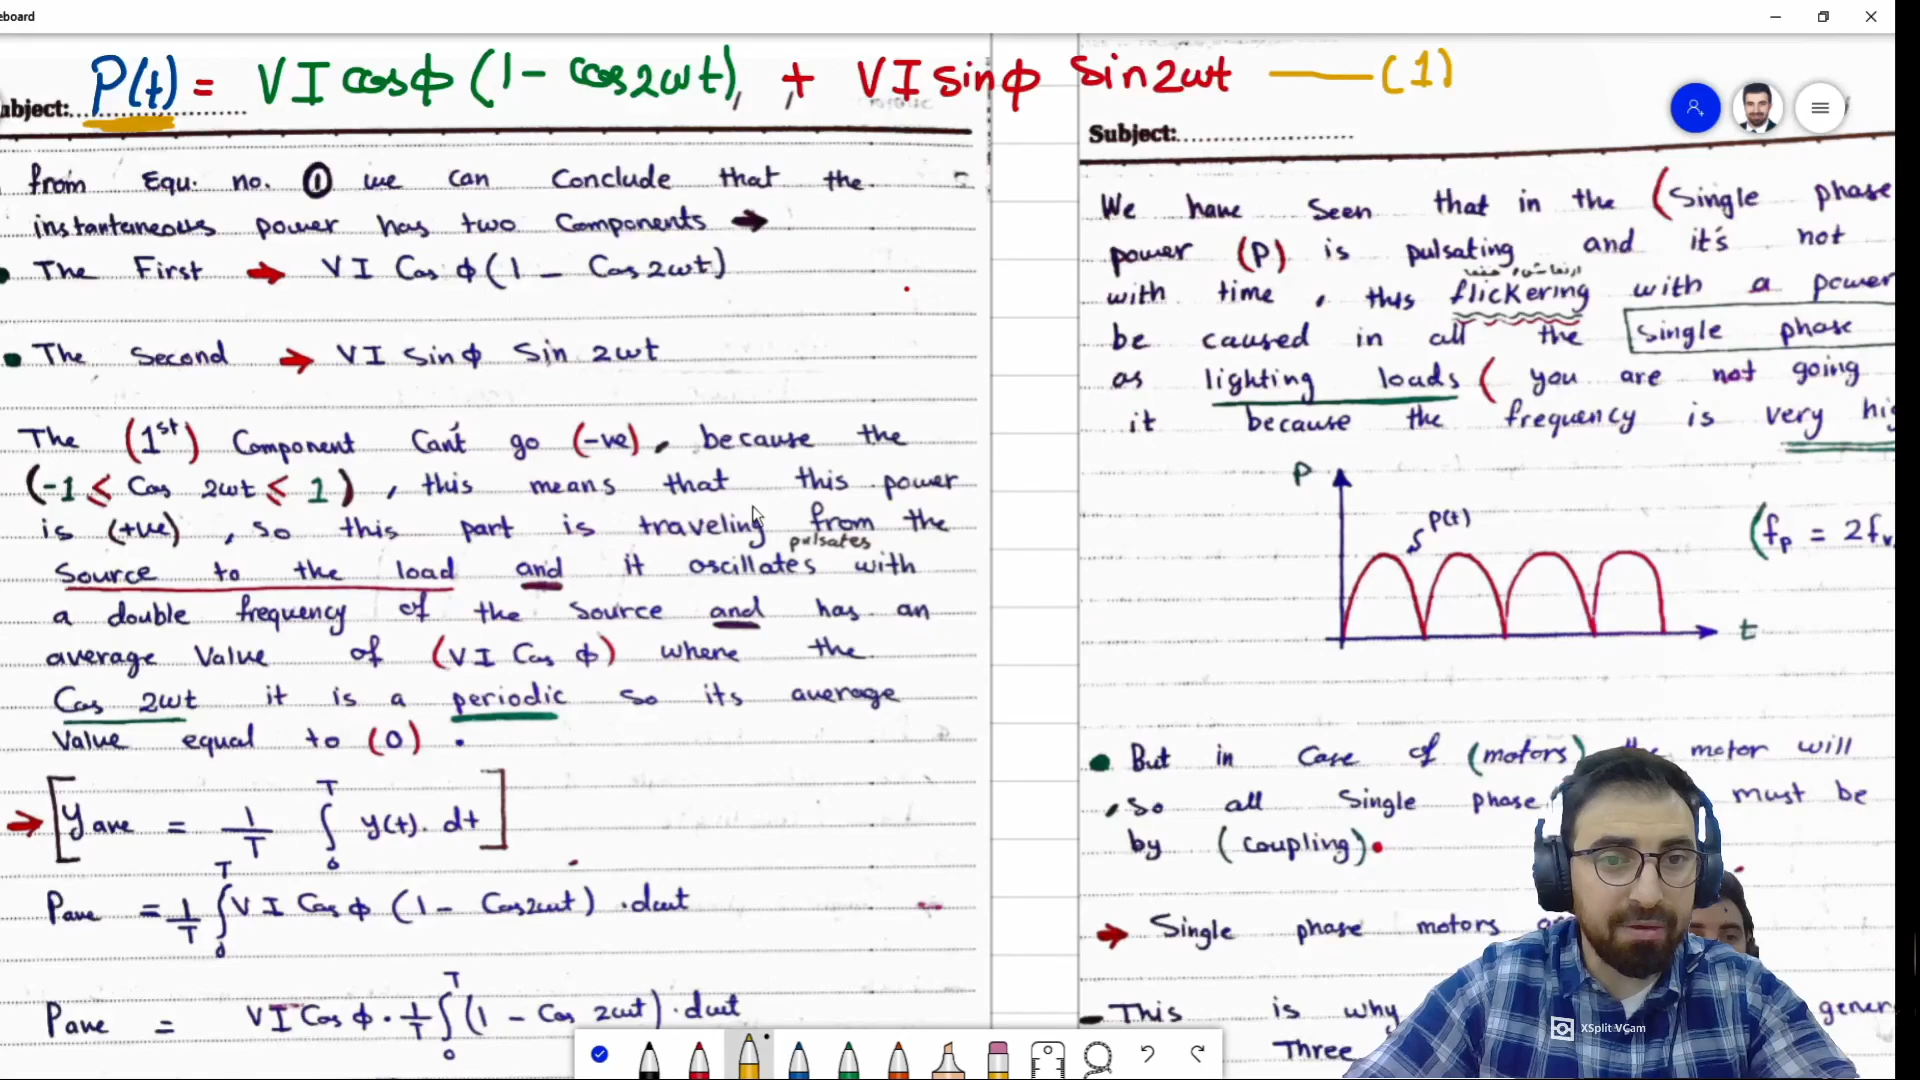 eboard
P(t) = VI cosϕ (1 - cos2ωt) + VI sinϕ sin2ωt —— (1)
ubject:
from Equ. no. ① we can Conclude that the
instantaneous power has two Components →
The First → VI Cos ϕ (1 - Cos2ωt)
• The Second → VI Sinϕ Sin 2ωt
The (1st) Component Can't go (-ve), because the
(-1 ≤ Cos 2ωt ≤ 1), this means that this power
is (+ve), so this part is traveling from the
pulsates
Source to the load and it oscillates with
a double frequency of the source and has an
average Value of (VI Cos ϕ) where the
Cos 2ωt it is a periodic so its average
Value equal to (0).
→ [Yave = 1/T ∫0T y(t). dt]
Pave = 1/T ∫0T VI Cos ϕ (1 - Cos2ωt) .dωt
Pave = VI Cos ϕ . 1/T ∫0T (1 - Cos 2ωt) . dωt
Subject:
We have Seen that in the (Single phase
power (P) is pulsating and it's not
with time, this flickering with a power
be caused in all the Single phase
as lighting loads ( you are not going
it because the frequency is very
P
P(t)
(fp = 2f
t
• But in Case of (motors) motor will
, so all Single phase must be
by (Coupling).
→ Single phase motors
- This is why gener
Three
XSplit VCam